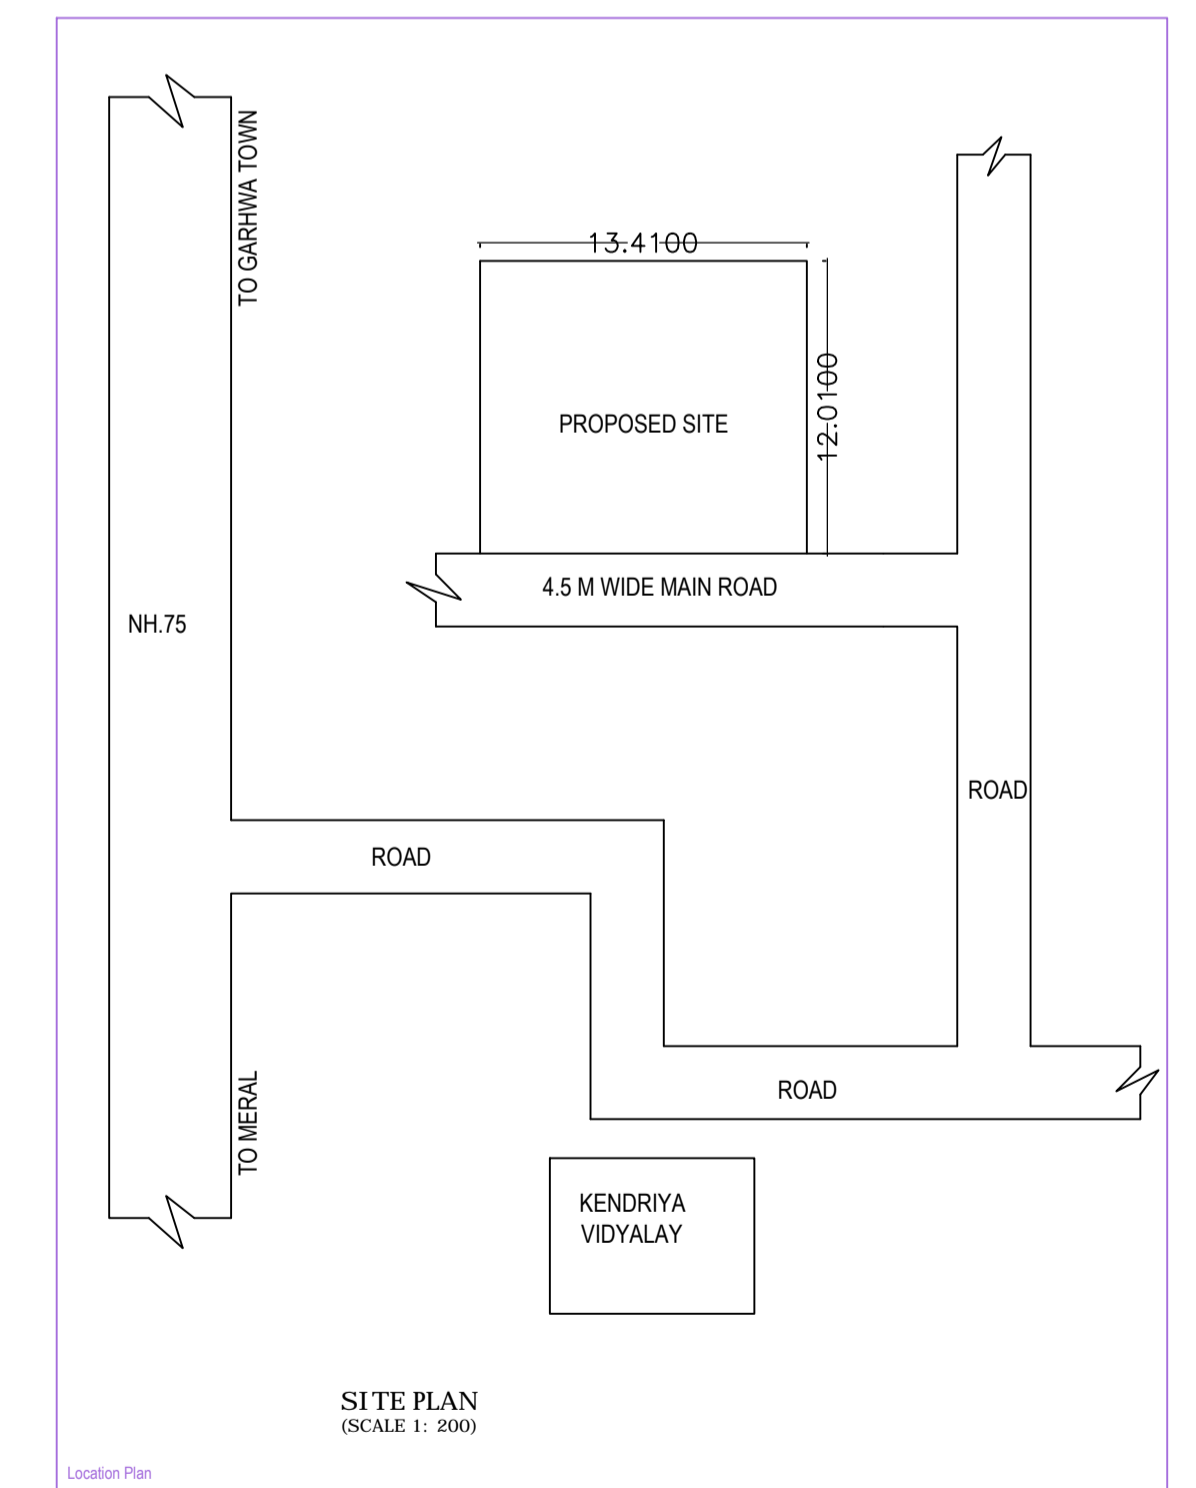 TO GARHWA TOWN
13.4100
12.0100
PROPOSED SITE
4.5 M WIDE MAIN ROAD
NH.75
ROAD
ROAD
TO MERAL
ROAD
KENDRIYA
VIDYALAY
SITE PLAN
(SCALE 1: 200)
Location Plan